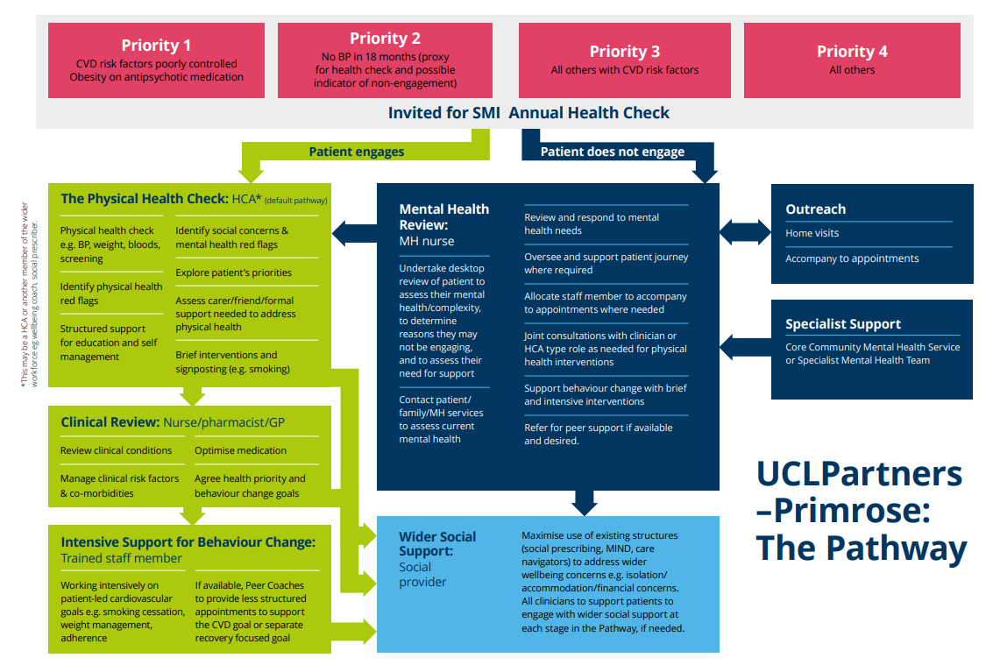 Priority 1
CVD risk factors poorly controlled
Obesity on antipsychotic medication
Priority 2
No BP in 18 months (proxy
for health check and possible
indicator of non-engagement)
Priority 3
All others with CVD risk factors
Priority 4
All others
Invited for SMI Annual Health Check
Patient engages
Patient does not engage
*This may be a HCA or another member of the wider
workforce eg wellbeing coach, social prescriber.
The Physical Health Check: HCA* (default pathway)
Physical health check
e.g. BP, weight, bloods,
screening
Identify physical health
red flags
Structured support
for education and self
management
Identify social concerns &
mental health red flags
Explore patient's priorities
Assess carer/friend/formal
support needed to address
physical health
Brief interventions and
signposting (e.g. smoking)
Clinical Review: Nurse/pharmacist/GP
Review clinical conditions
Manage clinical risk factors
& co-morbidities
Optimise medication
Agree health priority and
behaviour change goals
Intensive Support for Behaviour Change:
Trained staff member
Working intensively on
patient-led cardiovascular
goals e.g. smoking cessation,
weight management,
adherence
If available, Peer Coaches
to provide less structured
appointments to support
the CVD goal or separate
recovery focused goal
Mental Health
Review:
MH nurse
Undertake desktop
review of patient to
assess their mental
health/complexity,
to determine
reasons they may
not be engaging,
and to assess their
need for support
Contact patient/
family/MH services
to assess current
mental health
Review and respond to mental
health needs
Oversee and support patient journey
where required
Allocate staff member to accompany
to appointments where needed
Joint consultations with clinician or
HCA type role as needed for physical
health interventions
Support behaviour change with brief
and intensive interventions
Refer for peer support if available
and desired.
Wider Social
Support:
Social
provider
Maximise use of existing structures
(social prescribing, MIND, care
navigators) to address wider
wellbeing concerns e.g. isolation/
accommodation/financial concerns.
All clinicians to support patients to
engage with wider social support at
each stage in the Pathway, if needed.
Outreach
Home visits
Accompany to appointments
Specialist Support
Core Community Mental Health Service
or Specialist Mental Health Team
UCLPartners
–Primrose:
The Pathway